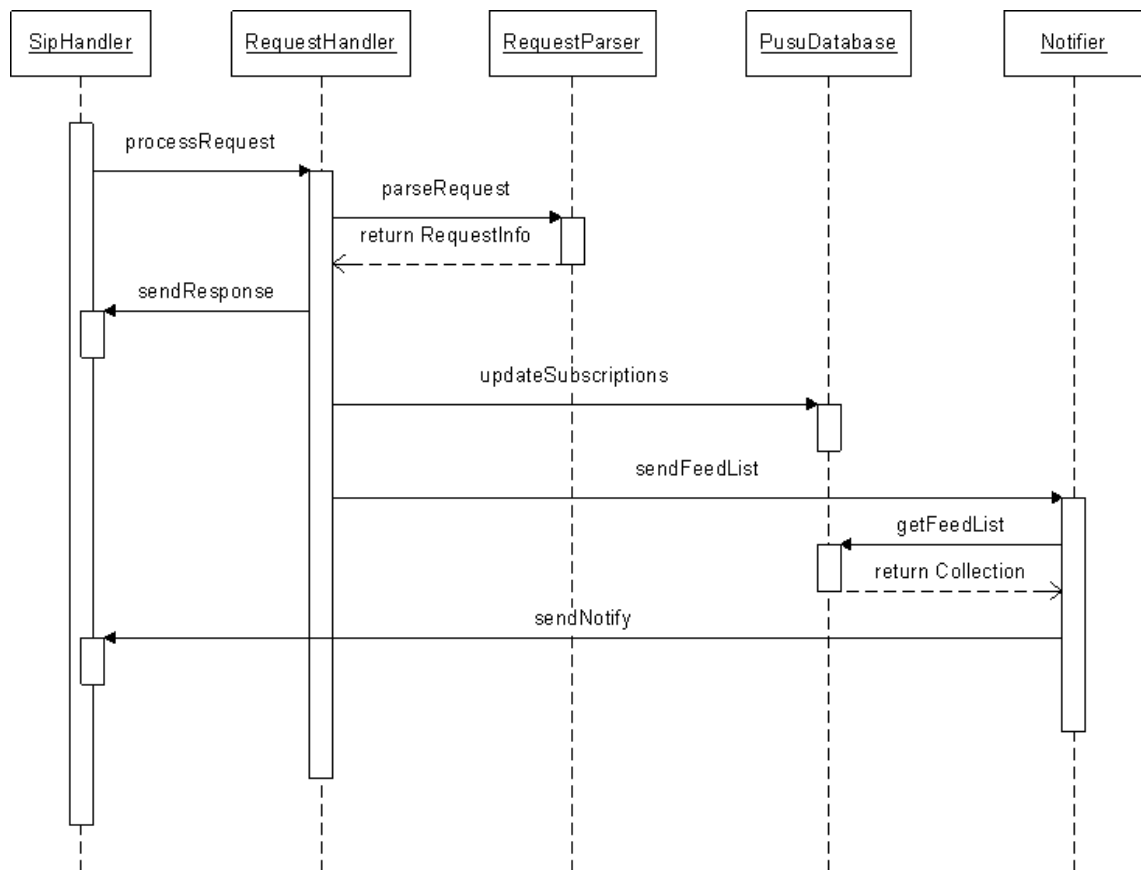 SipHandler
RequestHandler
RequestParser
PusuDatabase
Notifier
processRequest
parseRequest
return RequestInfo
sendResponse
updateSubscriptions
sendFeedList
getFeedList
return Collection
sendNotify